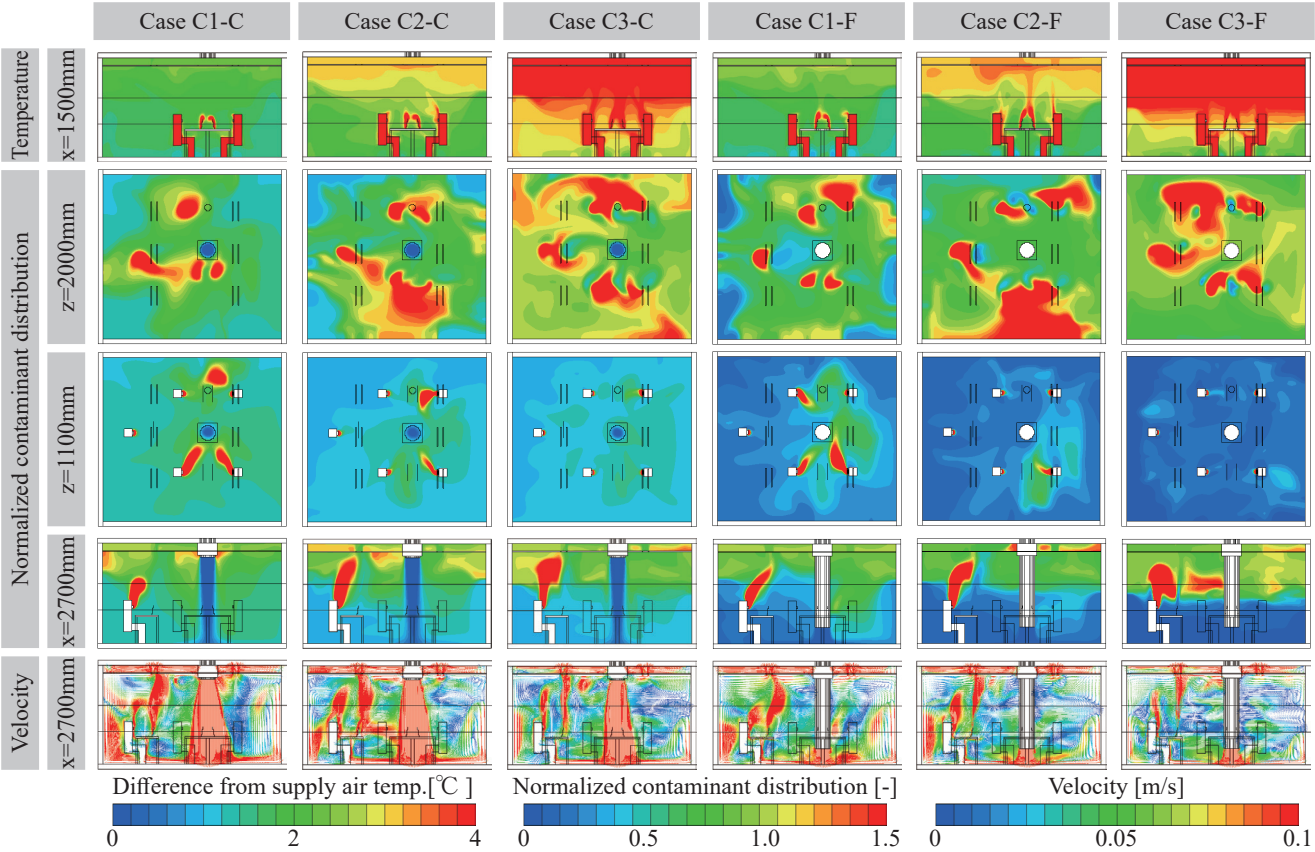 Case C1-C
Case C2-C
Case C3-C
Case C1-F
Case C2-F
Case C3-F
Temperature
x=1500mm
Normalized contaminant distribution
z=2000mm
z=1100mm
x=2700mm
Velocity
x=2700mm
Difference from supply air temp.[℃ ]
0 2 4
Normalized contaminant distribution [-]
0 0.5 1.0 1.5
Velocity [m/s]
0 0.05 0.1